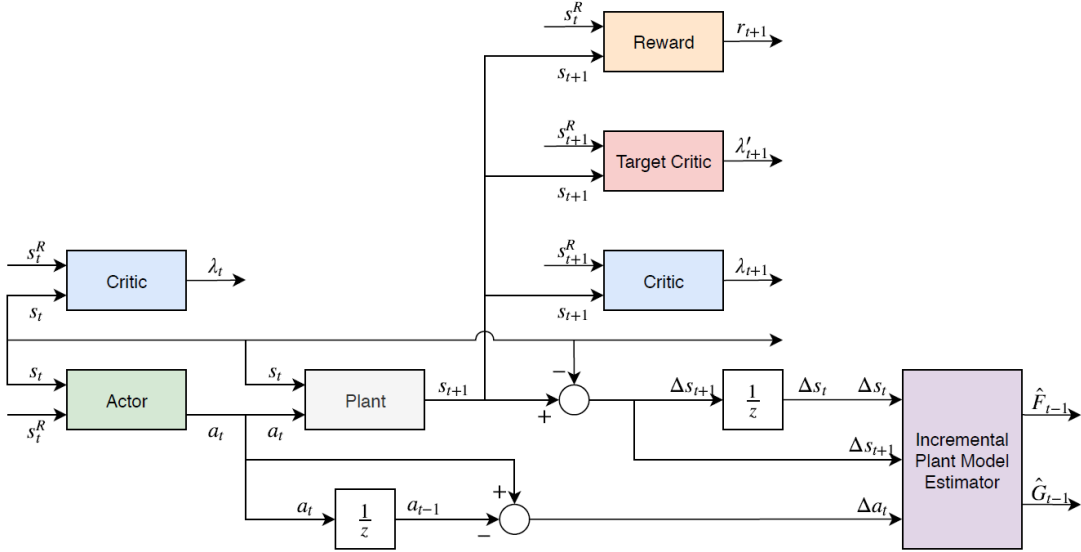 s_t^R
Reward
r_{t+1}
s_{t+1}
s_{t+1}^R
Target Critic
λ′_{t+1}
s_{t+1}
s_t^R
Critic
λ_t
s_t
s_{t+1}^R
Critic
λ_{t+1}
s_{t+1}
s_t
Actor
s_t^R
a_t
s_t
Plant
a_t
s_{t+1}
−
+
Δs_{t+1}
1/z
Δs_t
Δs_t
Δs_{t+1}
Incremental
Plant Model
Estimator
F̂_{t−1}
Ĝ_{t−1}
a_t
1/z
a_{t−1}
+
−
Δa_t